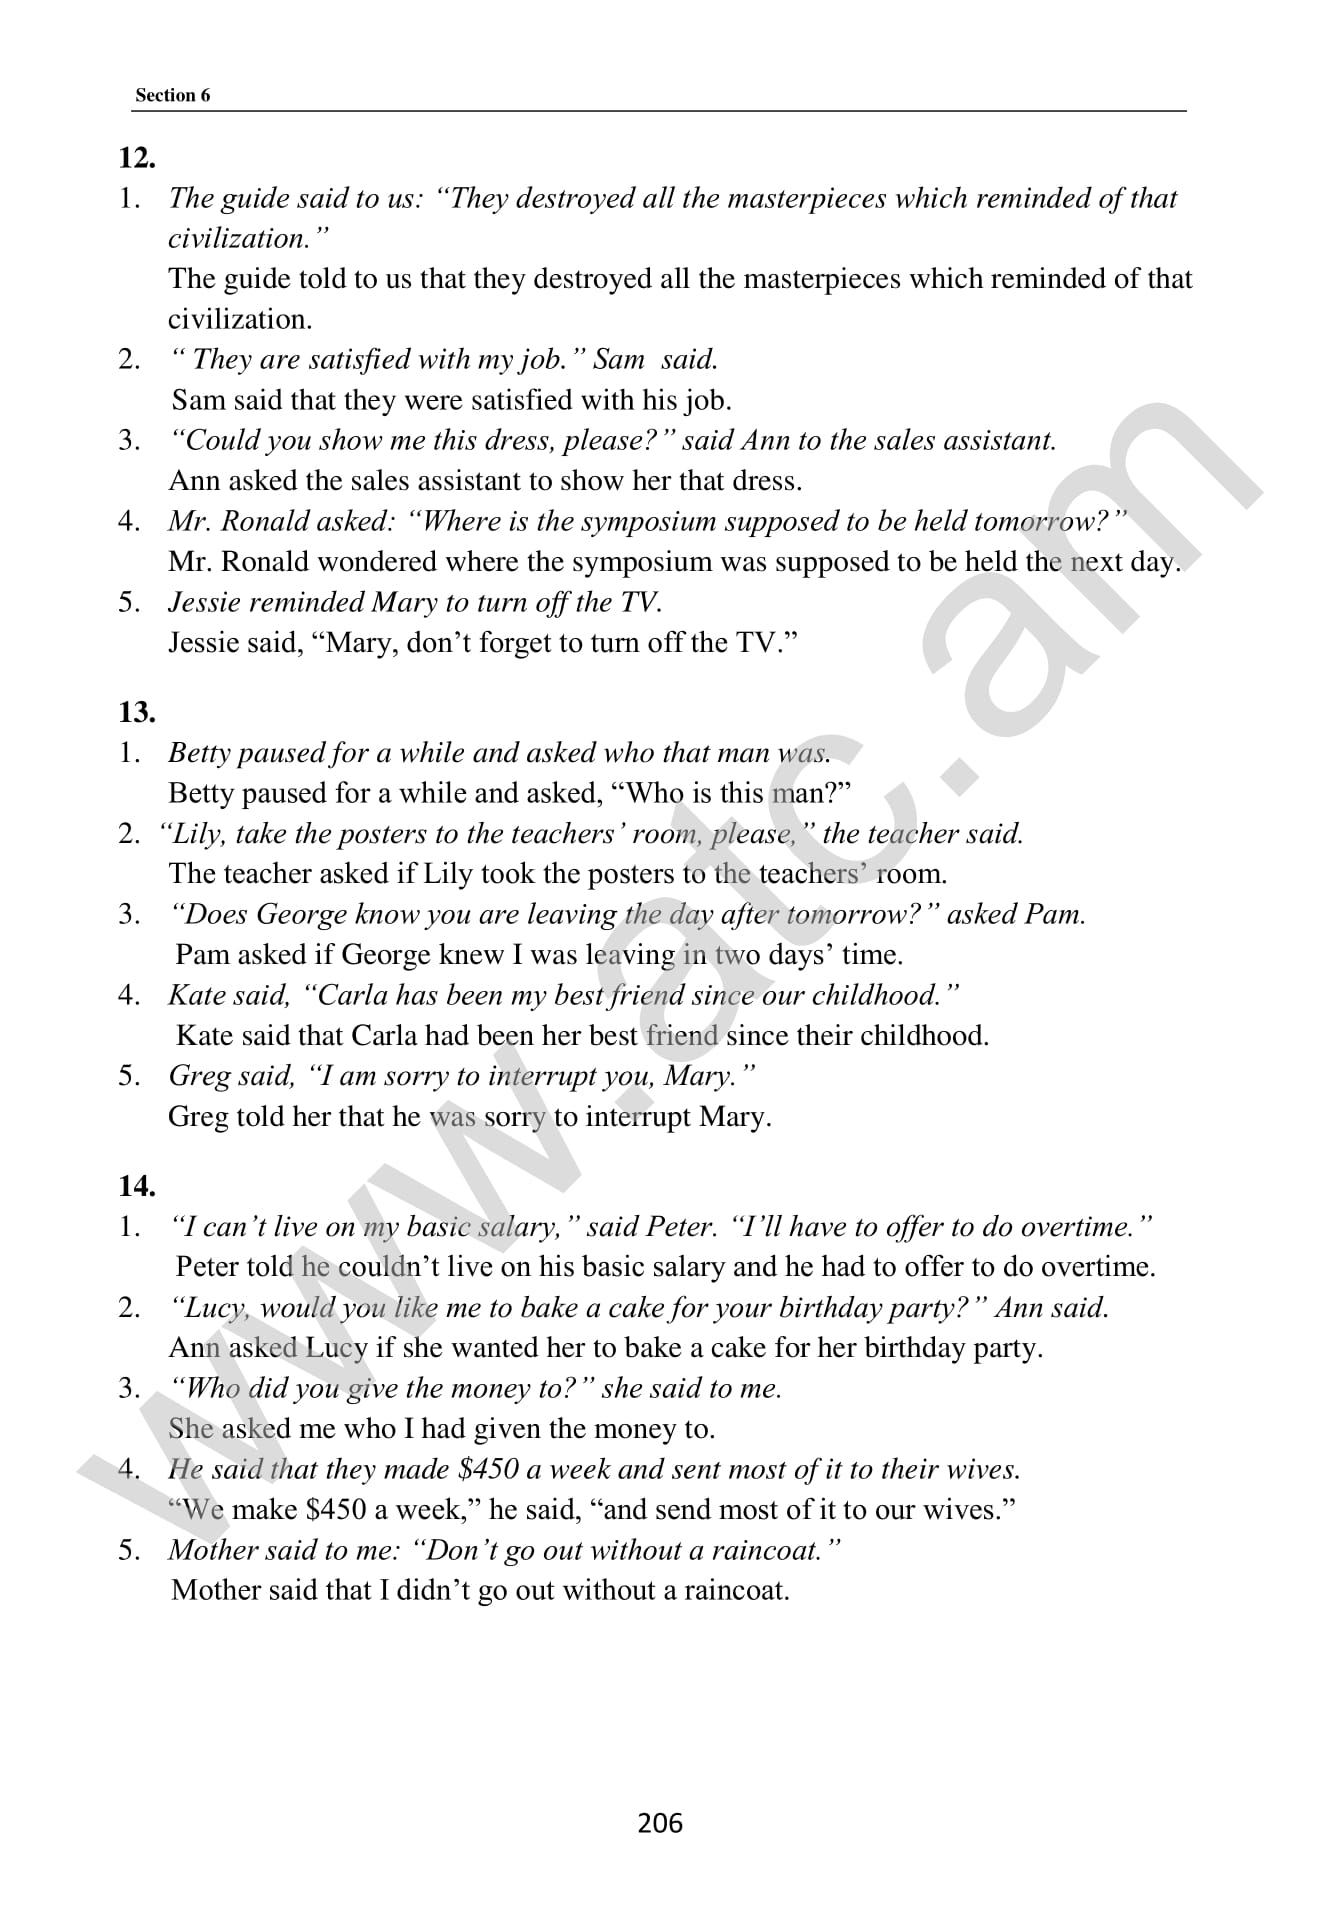 Section 6
12.
1. The guide said to us: “They destroyed all the masterpieces which reminded of that
civilization.”
The guide told to us that they destroyed all the masterpieces which reminded of that
civilization.
2. “ They are satisfied with my job.” Sam said.
Sam said that they were satisfied with his job.
3. “Could you show me this dress, please?” said Ann to the sales assistant.
Ann asked the sales assistant to show her that dress.
4. Mr. Ronald asked: “Where is the symposium supposed to be held tomorrow?”
Mr. Ronald wondered where the symposium was supposed to be held the next day.
5. Jessie reminded Mary to turn off the TV.
Jessie said, “Mary, don’t forget to turn off the TV.”
13.
1. Betty paused for a while and asked who that man was.
Betty paused for a while and asked, “Who is this man?”
2. “Lily, take the posters to the teachers’ room, please,” the teacher said.
The teacher asked if Lily took the posters to the teachers’ room.
3. “Does George know you are leaving the day after tomorrow?” asked Pam.
Pam asked if George knew I was leaving in two days’ time.
4. Kate said, “Carla has been my best friend since our childhood.”
Kate said that Carla had been her best friend since their childhood.
5. Greg said, “I am sorry to interrupt you, Mary.”
Greg told her that he was sorry to interrupt Mary.
14.
1. “I can’t live on my basic salary,” said Peter. “I’ll have to offer to do overtime.”
Peter told he couldn’t live on his basic salary and he had to offer to do overtime.
2. “Lucy, would you like me to bake a cake for your birthday party?” Ann said.
Ann asked Lucy if she wanted her to bake a cake for her birthday party.
3. “Who did you give the money to?” she said to me.
She asked me who I had given the money to.
4. He said that they made $450 a week and sent most of it to their wives.
“We make $450 a week,” he said, “and send most of it to our wives.”
5. Mother said to me: “Don’t go out without a raincoat.”
Mother said that I didn’t go out without a raincoat.
206
www.atc.am